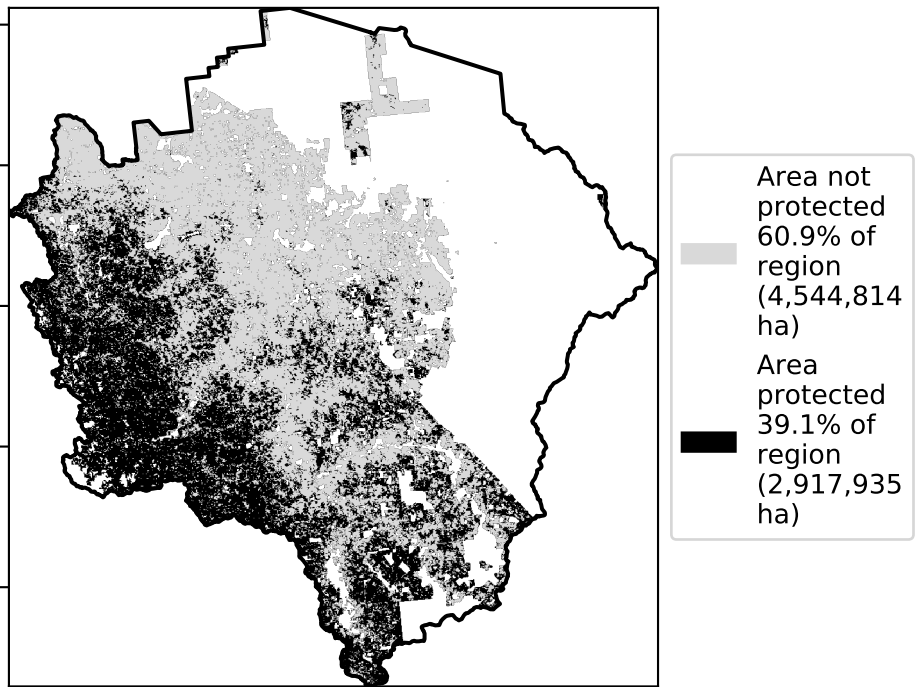 Area not
protected
60.9% of
region
(4,544,814
ha)
Area
protected
39.1% of
region
(2,917,935
ha)